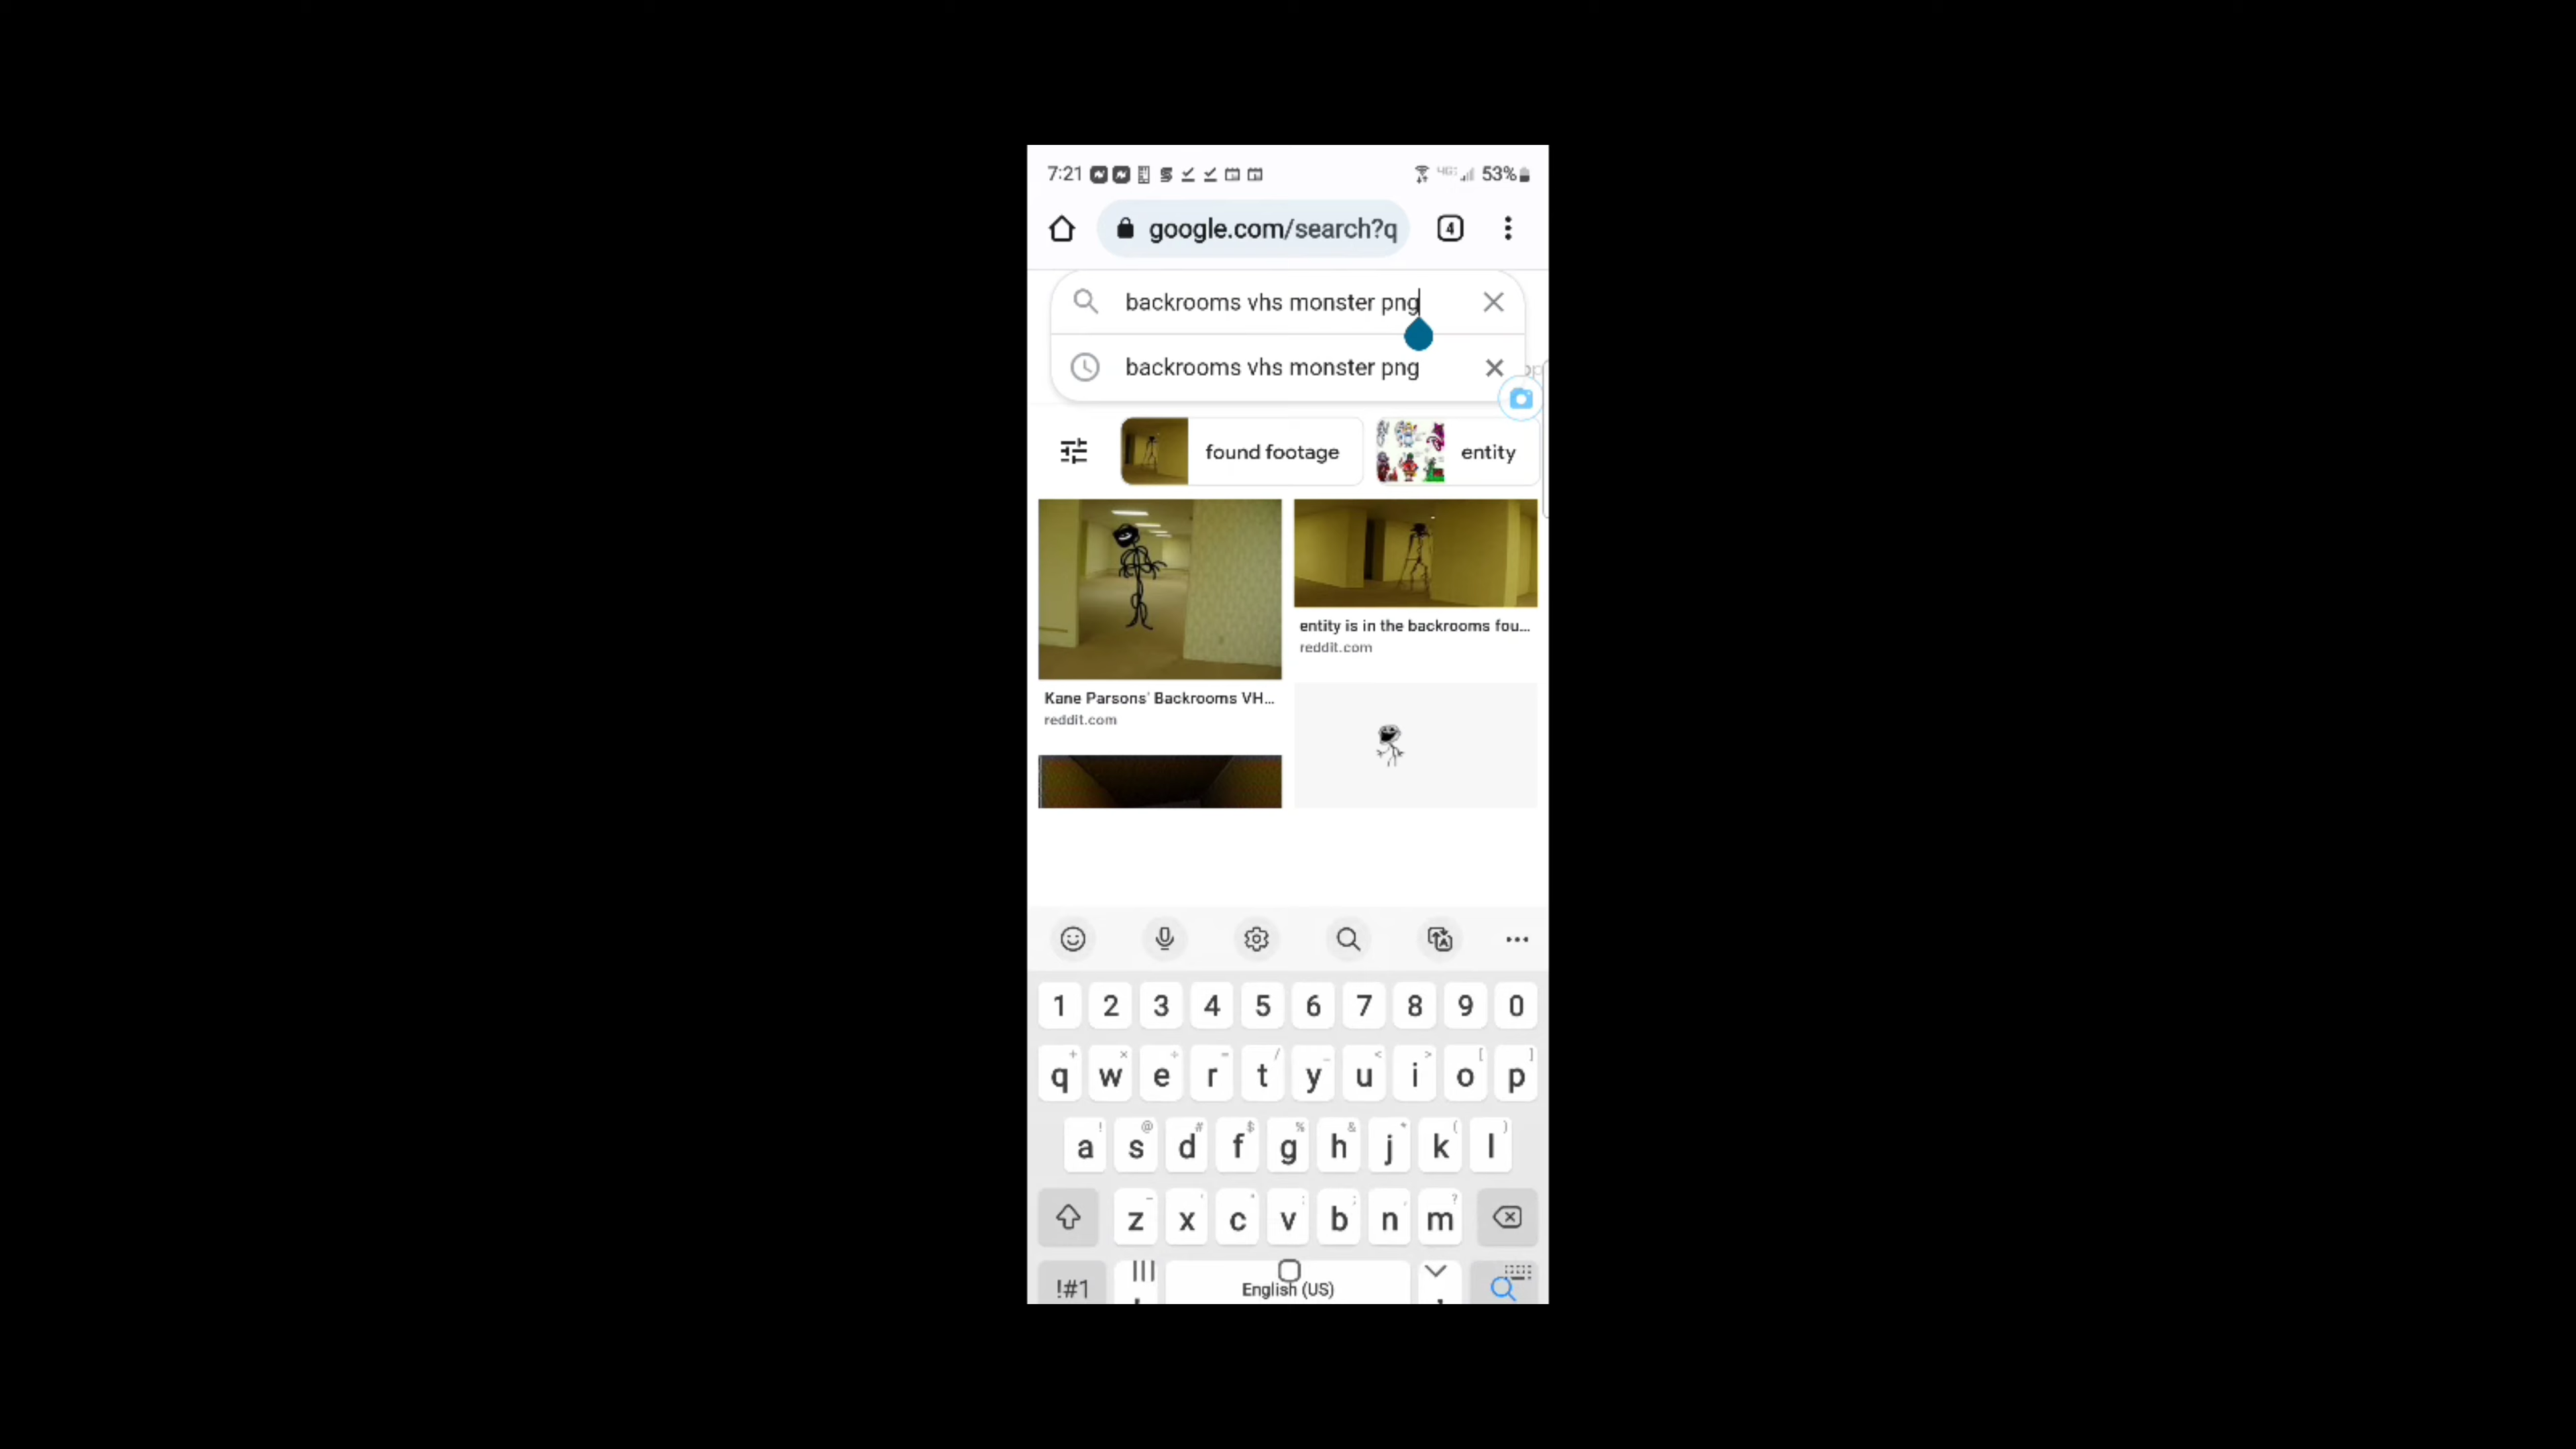 7:21
53%
google.com/search?q
4
backrooms vhs monster png
backrooms vhs monster png
found footage
entity
entity is in the backrooms fou...
reddit.com
Kane Parsons' Backrooms VH...
reddit.com
1 2 3 4 5 6 7 8 9 0
q w e r t y u i o p
a s d f g h j k l
z x c v b n m
!#1
English (US)